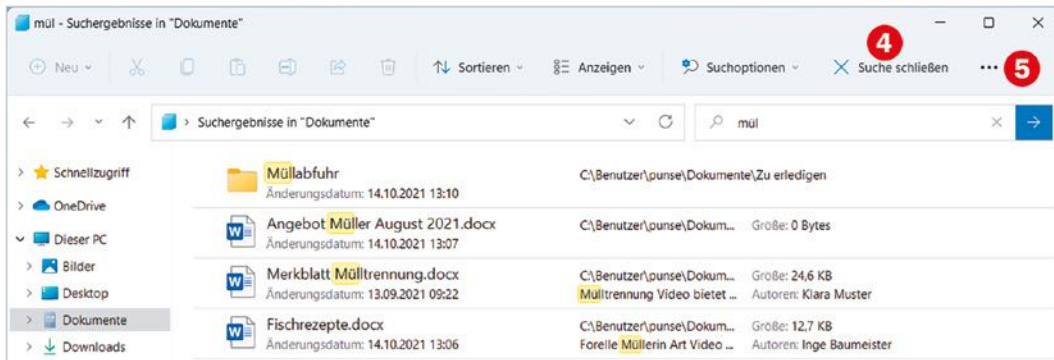 mül - Suchergebnisse in "Dokumente"
4
Neu
Sortieren
Anzeigen
Suchoptionen
Suche schließen
... 5
> Suchergebnisse in "Dokumente"
mül
Schnellzugriff
OneDrive
Dieser PC
Bilder
Desktop
Dokumente
Downloads
Müllabfuhr
C:\Benutzer\punse\Dokumente\Zu erledigen
Änderungsdatum: 14.10.2021 13:10
Angebot Müller August 2021.docx
C:\Benutzer\punse\Dokum... Größe: 0 Bytes
Änderungsdatum: 14.10.2021 13:07
Merkblatt Mülltrennung.docx
C:\Benutzer\punse\Dokum... Größe: 24,6 KB
Änderungsdatum: 13.09.2021 09:22
Mülltrennung Video bietet ... Autoren: Klara Muster
Fischrezepte.docx
C:\Benutzer\punse\Dokum... Größe: 12,7 KB
Änderungsdatum: 14.10.2021 13:06
Forelle Müllerin Art Video ... Autoren: Inge Baumeister